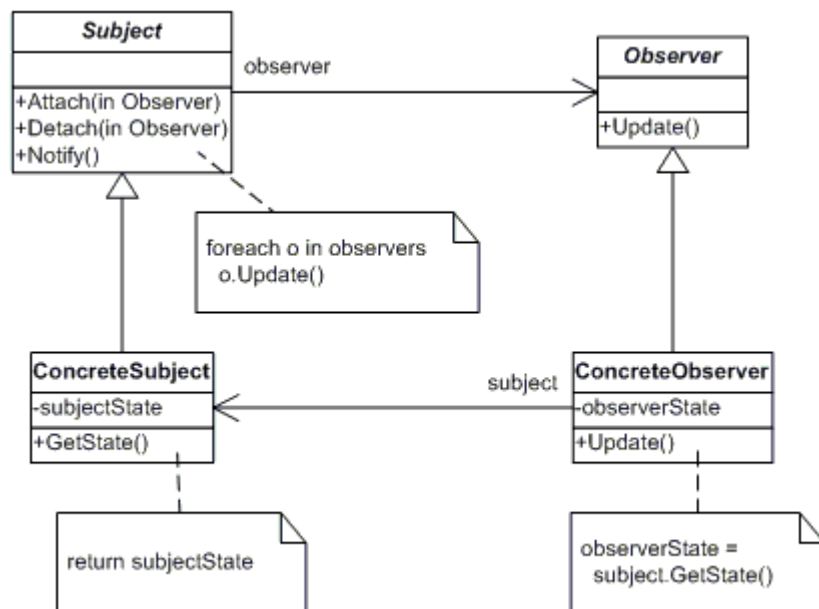 Subject
+Attach(in Observer)
+Detach(in Observer)
+Notify()
observer
Observer
+Update()
foreach o in observers
o.Update()
ConcreteSubject
-subjectState
+GetState()
subject
ConcreteObserver
-observerState
+Update()
return subjectState
observerState =
subject.GetState()